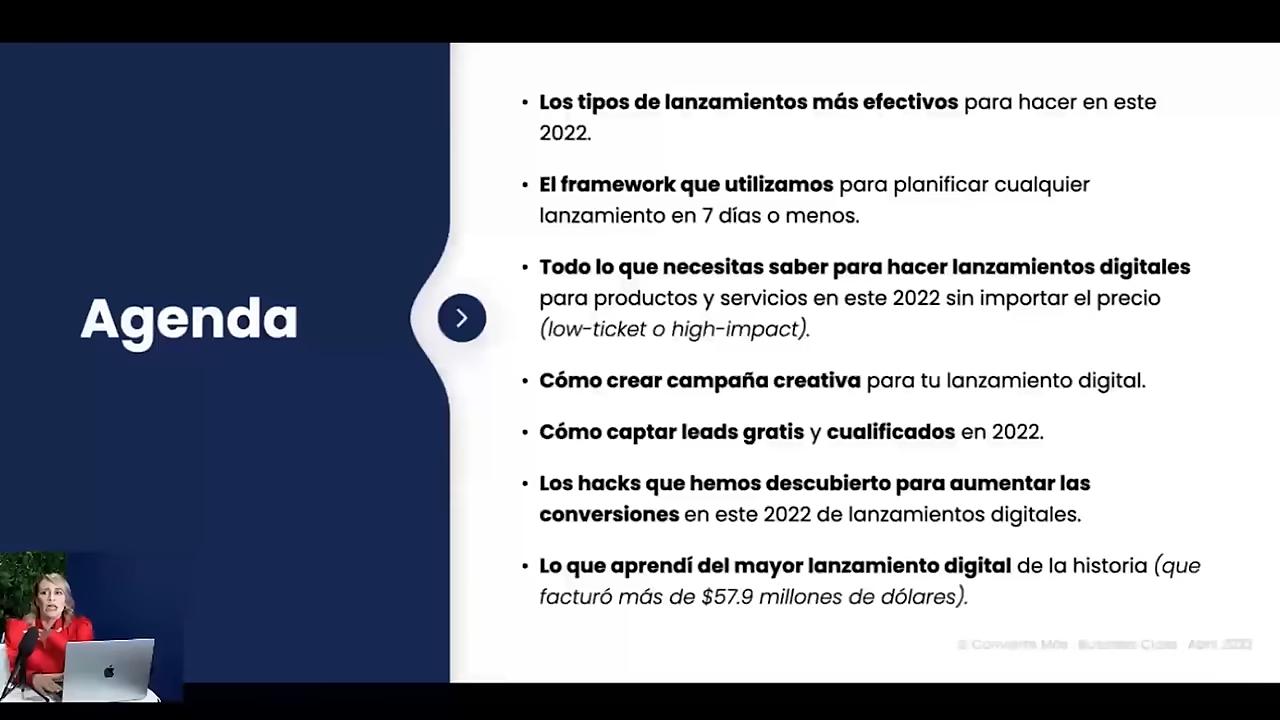 Agenda
• Los tipos de lanzamientos más efectivos para hacer en este
2022.
• El framework que utilizamos para planificar cualquier
lanzamiento en 7 días o menos.
• Todo lo que necesitas saber para hacer lanzamientos digitales
para productos y servicios en este 2022 sin importar el precio
(low-ticket o high-impact).
• Cómo crear campaña creativa para tu lanzamiento digital.
• Cómo captar leads gratis y cualificados en 2022.
• Los hacks que hemos descubierto para aumentar las
conversiones en este 2022 de lanzamientos digitales.
• Lo que aprendí del mayor lanzamiento digital de la historia (que
facturó más de $57.9 millones de dólares).